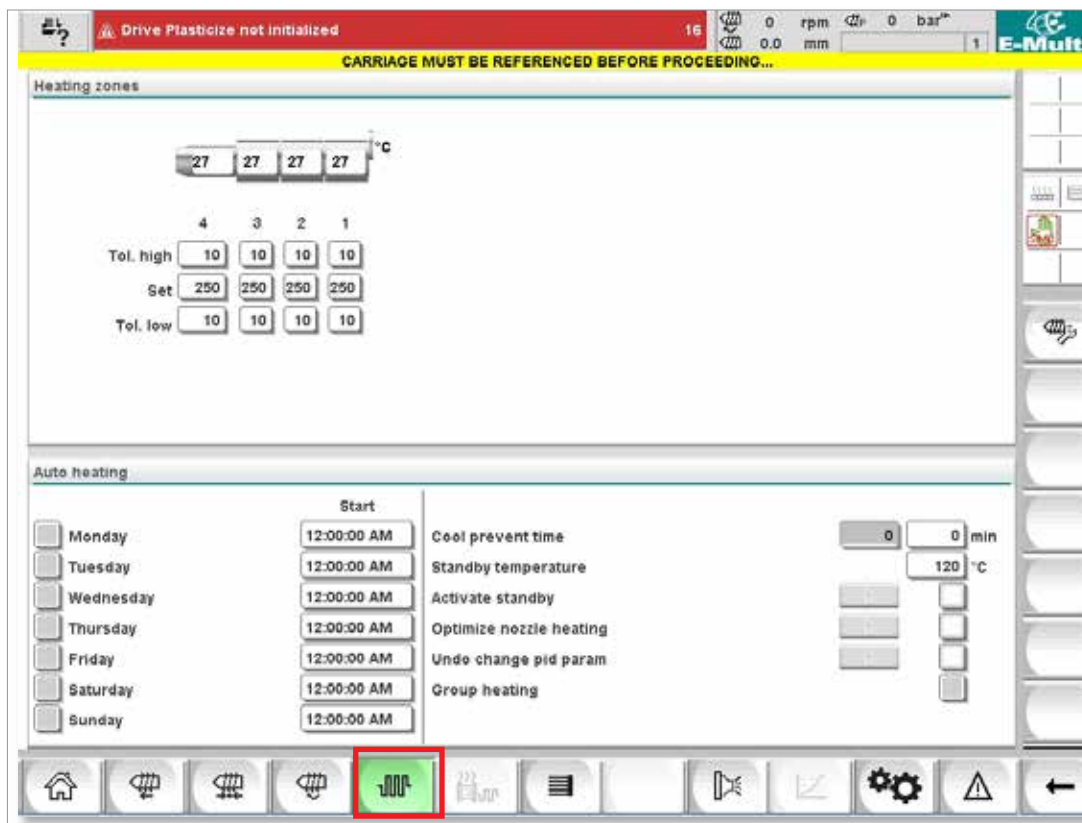 Drive Plasticize not initialized 16 0 rpm 0 bar
0.0 mm 1 E-Mult
CARRIAGE MUST BE REFERENCED BEFORE PROCEEDING...
Heating zones
27 27 27 27 °C
4 3 2 1
Tol. high 10 10 10 10
Set 250 250 250 250
Tol. low 10 10 10 10
Auto heating
Start
Monday 12:00:00 AM Cool prevent time 0 0 min
Tuesday 12:00:00 AM Standby temperature 120 °C
Wednesday 12:00:00 AM Activate standby
Thursday 12:00:00 AM Optimize nozzle heating
Friday 12:00:00 AM Undo change pid param
Saturday 12:00:00 AM Group heating
Sunday 12:00:00 AM